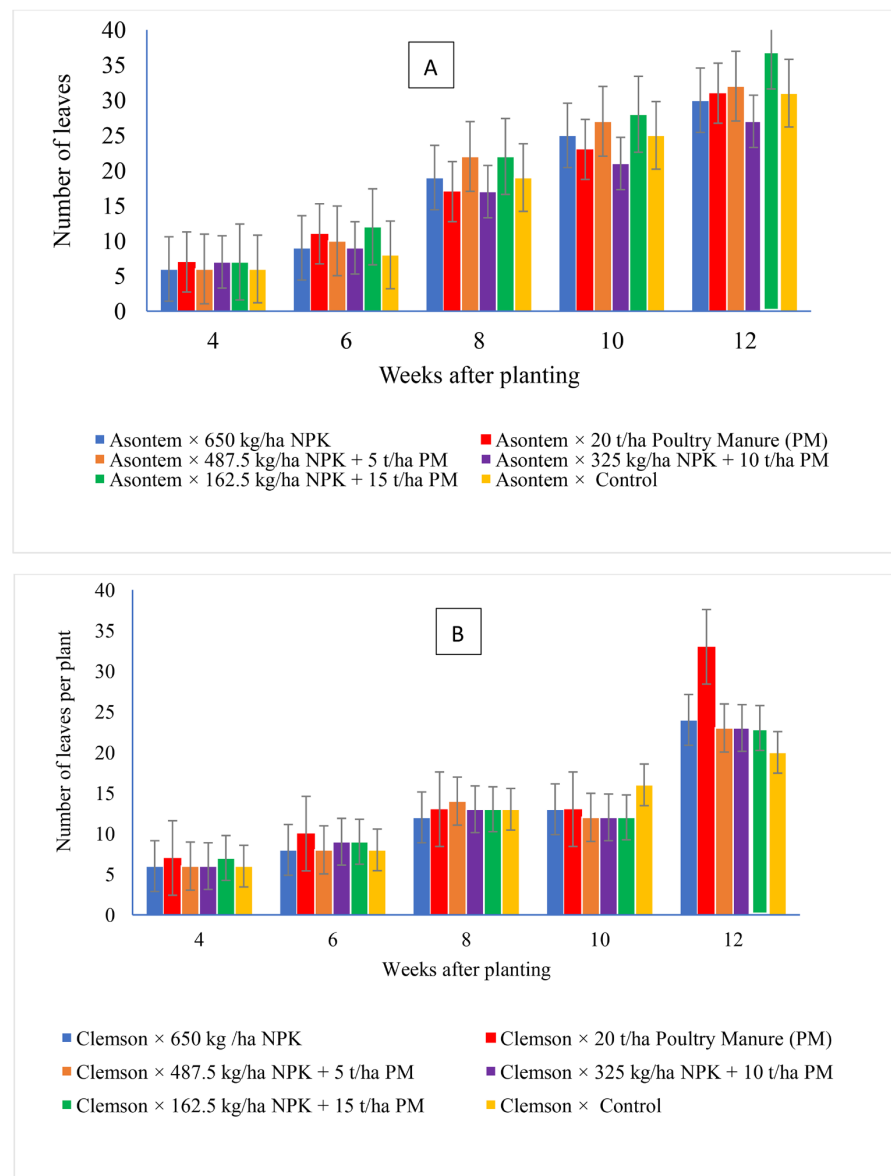 40
A
35
30
25
20
15
10
5
0
Number of leaves
4 6 8 10 12
Weeks after planting
Asontem × 650 kg/ha NPK Asontem × 20 t/ha Poultry Manure (PM)
Asontem × 487.5 kg/ha NPK + 5 t/ha PM Asontem × 325 kg/ha NPK + 10 t/ha PM
Asontem × 162.5 kg/ha NPK + 15 t/ha PM Asontem × Control
40
B
35
30
25
20
15
10
5
0
Number of leaves per plant
4 6 8 10 12
Weeks after planting
Clemson × 650 kg /ha NPK Clemson × 20 t/ha Poultry Manure (PM)
Clemson × 487.5 kg/ha NPK + 5 t/ha PM Clemson × 325 kg/ha NPK + 10 t/ha PM
Clemson × 162.5 kg/ha NPK + 15 t/ha PM Clemson × Control